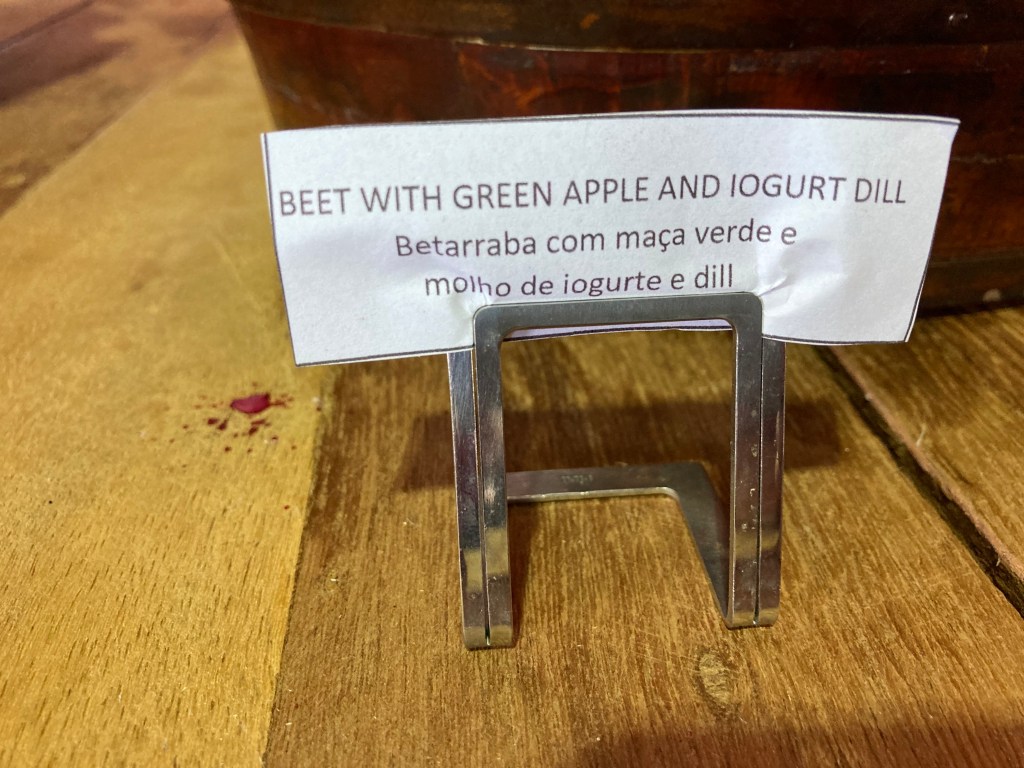 BEET WITH GREEN APPLE AND IOGURT DILL
Betarraba com maça verde e
molho de iogurte e dill